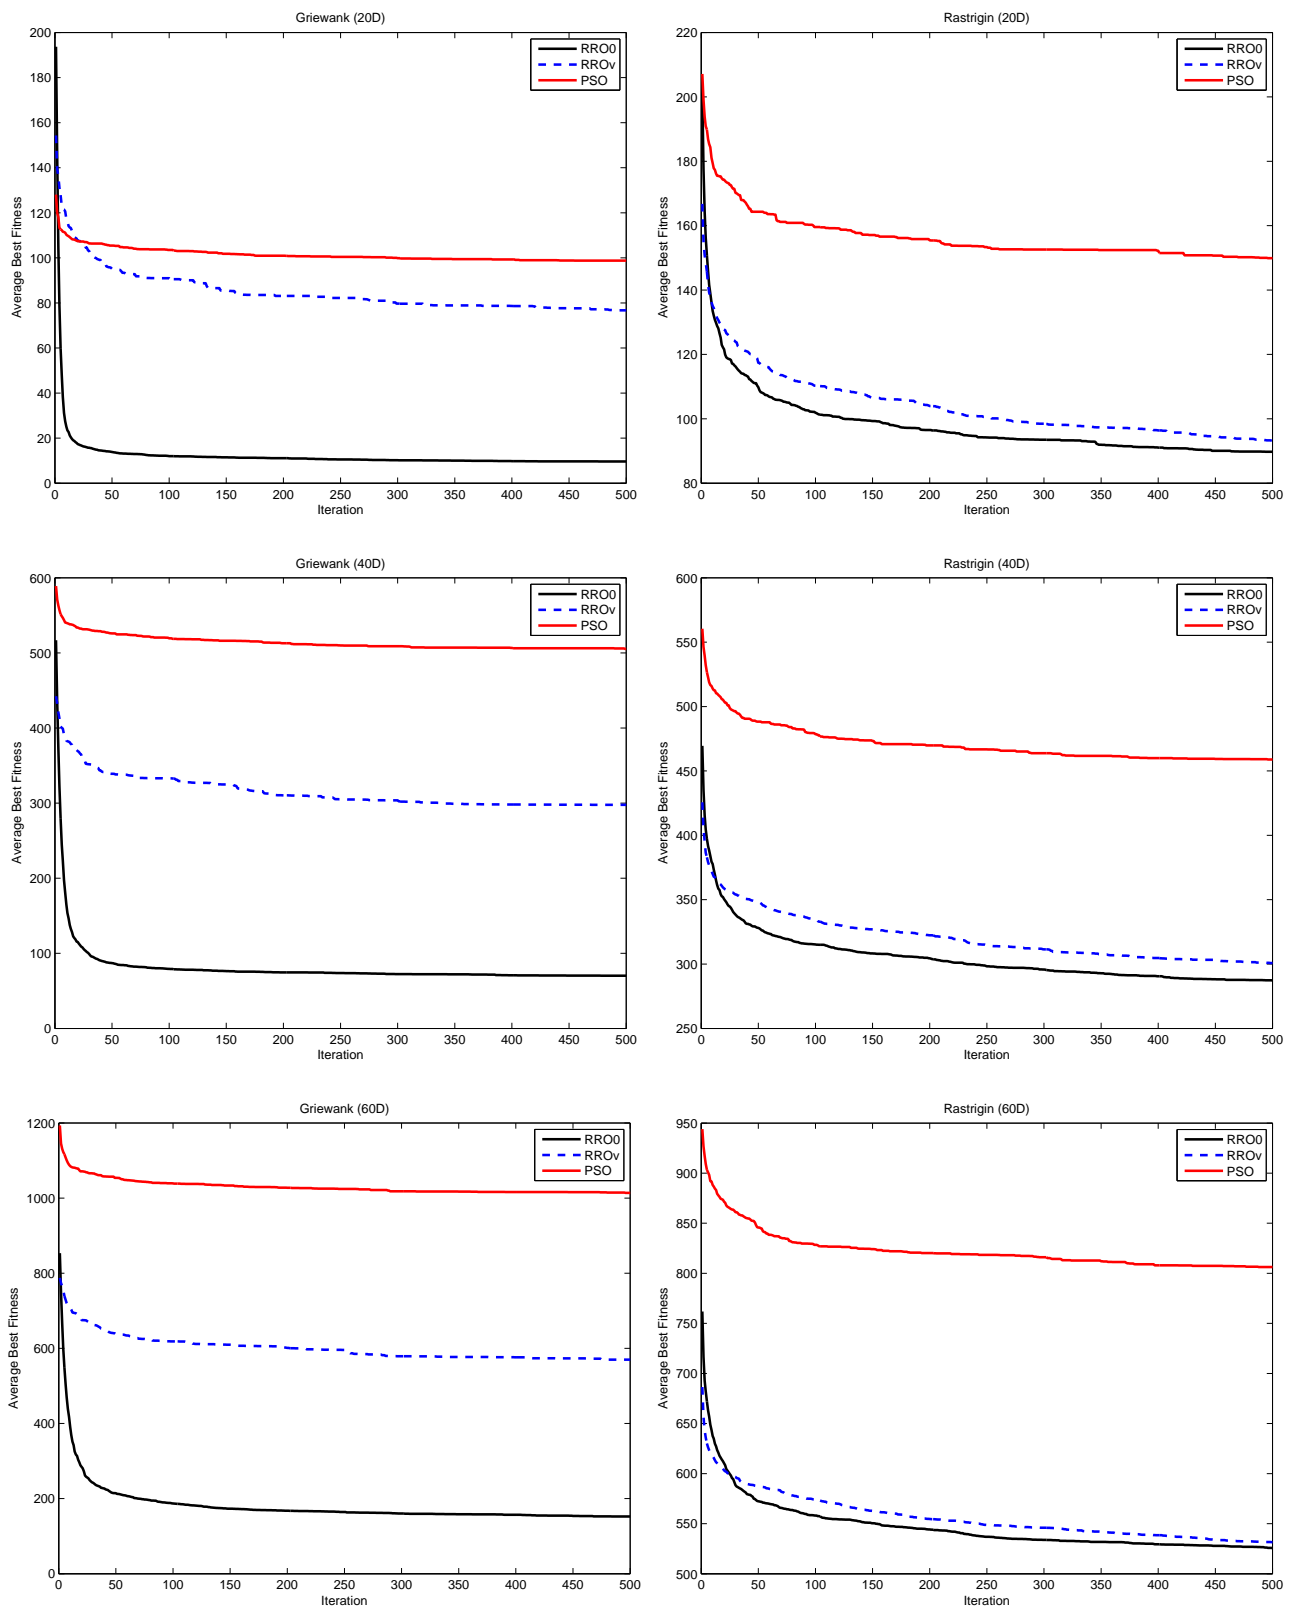 Griewank (20D)
200
180
160
140
120
100
80
60
40
20
0
Average Best Fitness
0 50 100 150 200 250 300 350 400 450 500
Iteration
RRO0
RROv
PSO
Rastrigin (20D)
220
200
180
160
140
120
100
80
Average Best Fitness
0 50 100 150 200 250 300 350 400 450 500
Iteration
RRO0
RROv
PSO
Griewank (40D)
600
500
400
300
200
100
0
Average Best Fitness
0 50 100 150 200 250 300 350 400 450 500
Iteration
RRO0
RROv
PSO
Rastrigin (40D)
600
550
500
450
400
350
300
250
Average Best Fitness
0 50 100 150 200 250 300 350 400 450 500
Iteration
RRO0
RROv
PSO
Griewank (60D)
1200
1000
800
600
400
200
0
Average Best Fitness
0 50 100 150 200 250 300 350 400 450 500
Iteration
RRO0
RROv
PSO
Rastrigin (60D)
950
900
850
800
750
700
650
600
550
500
Average Best Fitness
0 50 100 150 200 250 300 350 400 450 500
Iteration
RRO0
RROv
PSO